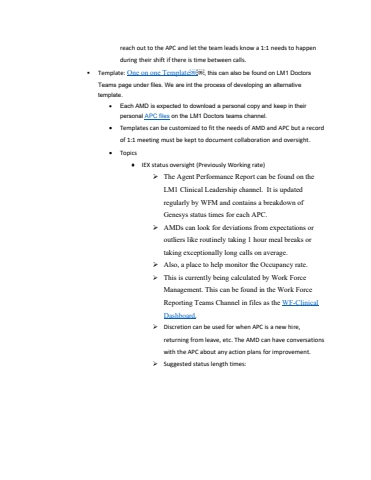 reach out to the APC and let the team leads know a 1:1 needs to happen
during their shift if there is time between calls.
• Template: One on one Template, this can also be found on LM1 Doctors
Teams page under files. We are int the process of developing an alternative
template.
• Each AMD is expected to download a personal copy and keep in their
personal APC files on the LM1 Doctors teams channel.
• Templates can be customized to fit the needs of AMD and APC but a record
of 1:1 meeting must be kept to document collaboration and oversight.
• Topics
♦ IEX status oversight (Previously Working rate)
➢ The Agent Performance Report can be found on the
LM1 Clinical Leadership channel. It is updated
regularly by WFM and contains a breakdown of
Genesys status times for each APC.
➢ AMDs can look for deviations from expectations or
outliers like routinely taking 1 hour meal breaks or
taking exceptionally long calls on average.
➢ Also, a place to help monitor the Occupancy rate.
➢ This is currently being calculated by Work Force
Management. This can be found in the Work Force
Reporting Teams Channel in files as the WF-Clinical
Dashboard.
➢ Discretion can be used for when APC is a new hire,
returning from leave, etc. The AMD can have conversations
with the APC about any action plans for improvement.
➢ Suggested status length times: